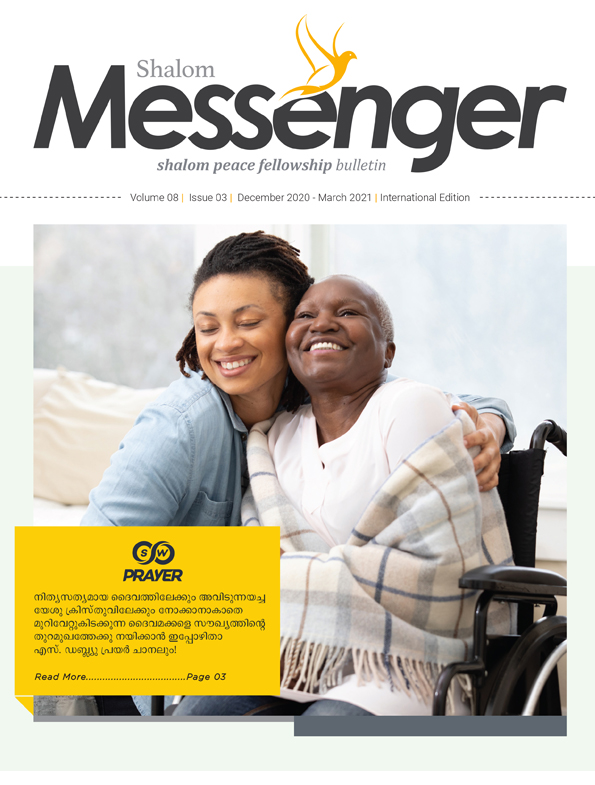 Shalom
Messenger
shalom peace fellowship bulletin
Volume 08 | Issue 03 | December 2020 - March 2021 | International Edition
SW
PRAYER
നിത്യസത്യമായ ദൈവത്തിലേക്കും അവിടുന്നയച്ച
യേശു ക്രിസ്തുവിലേക്കും നോക്കാനാകാതെ
മുറിവേറ്റുകിടക്കുന്ന ദൈവമക്കളെ സൗഖ്യത്തിന്റെ
തുറമുഖത്തേക്കു നയിക്കാൻ ഇപ്പോഴിതാ
എസ്. ഡബ്ല്യു പ്രയർ ചാനലും!
Read More....................................Page 03